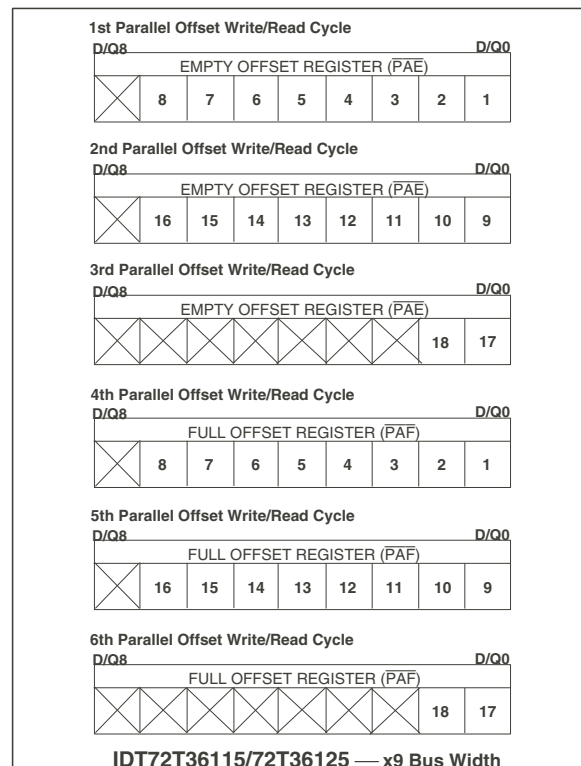 1st Parallel Offset Write/Read Cycle
D/Q8 D/Q0
EMPTY OFFSET REGISTER (PAE)
8 7 6 5 4 3 2 1
2nd Parallel Offset Write/Read Cycle
D/Q8 D/Q0
EMPTY OFFSET REGISTER (PAE)
16 15 14 13 12 11 10 9
3rd Parallel Offset Write/Read Cycle
D/Q8 D/Q0
EMPTY OFFSET REGISTER (PAE)
18 17
4th Parallel Offset Write/Read Cycle
D/Q8 D/Q0
FULL OFFSET REGISTER (PAF)
8 7 6 5 4 3 2 1
5th Parallel Offset Write/Read Cycle
D/Q8 D/Q0
FULL OFFSET REGISTER (PAF)
16 15 14 13 12 11 10 9
6th Parallel Offset Write/Read Cycle
D/Q8 D/Q0
FULL OFFSET REGISTER (PAF)
18 17
IDT72T36115/72T36125 — x9 Bus Width